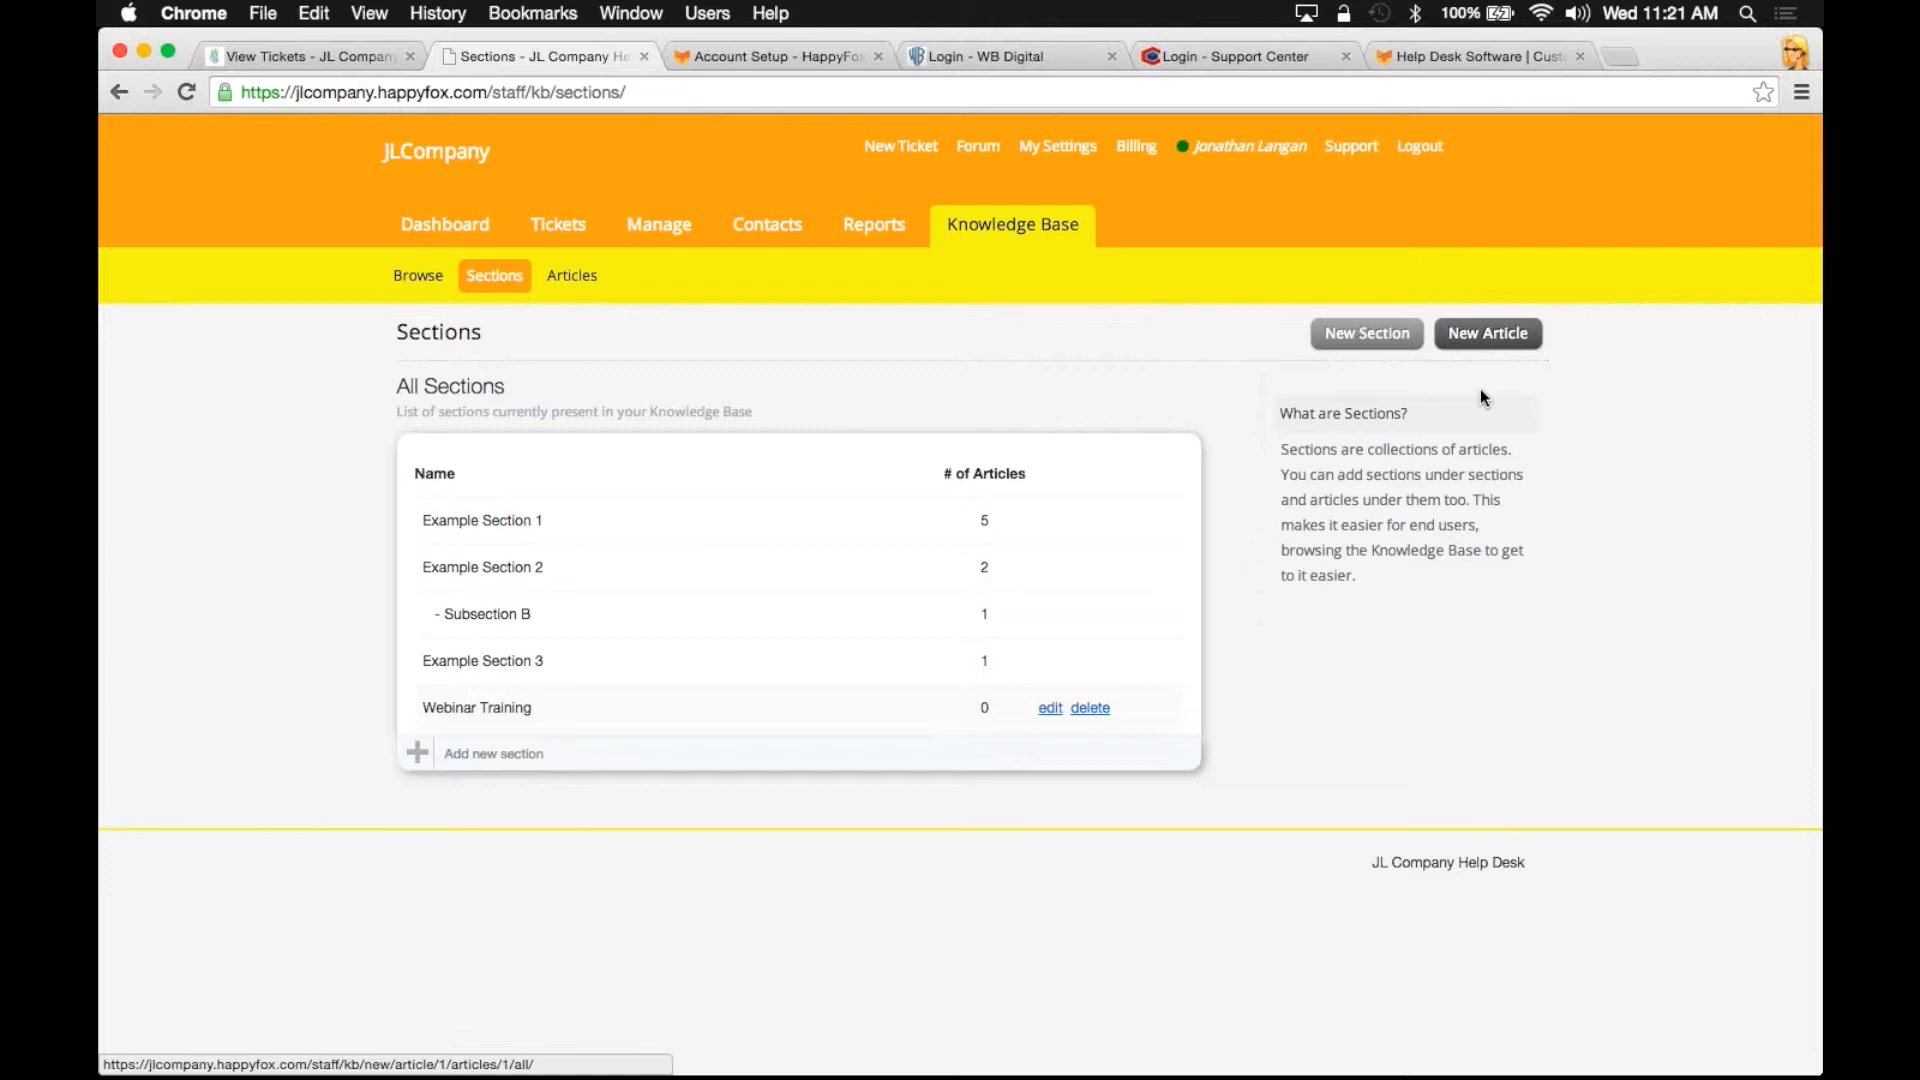 Chrome File Edit View History Bookmarks Window Users Help 100% Wed 11:21 AM
View Tickets - JL Company Sections - JL Company He Account Setup - HappyFox Login - WB Digital Login - Support Center Help Desk Software | Cust
https://jlcompany.happyfox.com/staff/kb/sections/
JLCompany New Ticket Forum My Settings Billing Jonathan Langan Support Logout
Dashboard Tickets Manage Contacts Reports Knowledge Base
Browse Sections Articles
Sections New Section New Article
All Sections
List of sections currently present in your Knowledge Base
What are Sections?
Sections are collections of articles.
You can add sections under sections
and articles under them too. This
makes it easier for end users,
browsing the Knowledge Base to get
to it easier.
Name # of Articles
Example Section 1 5
Example Section 2 2
- Subsection B 1
Example Section 3 1
Webinar Training 0 edit delete
Add new section
JL Company Help Desk
https://jlcompany.happyfox.com/staff/kb/new/article/1/articles/1/all/